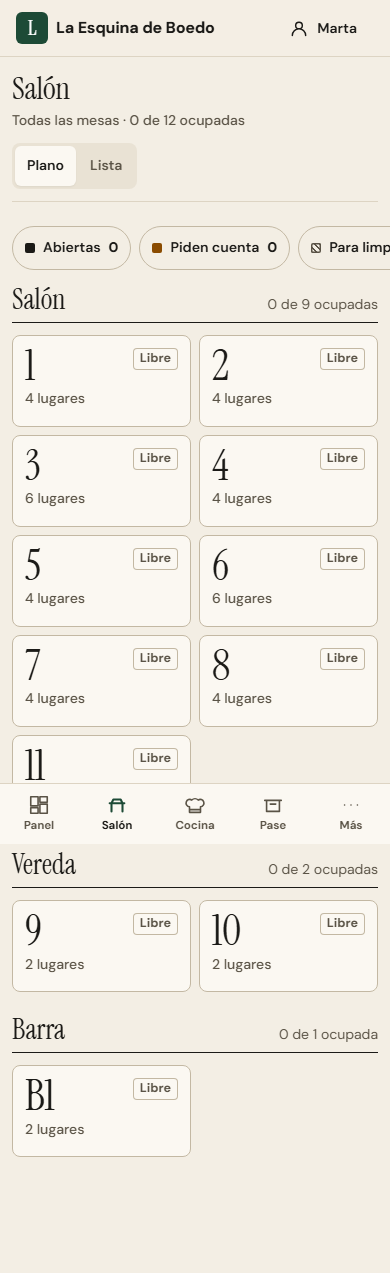 L La Esquina de Boedo Marta
Salón
Todas las mesas · 0 de 12 ocupadas
Plano Lista
Abiertas 0 Piden cuenta 0 Para limp
Salón 0 de 9 ocupadas
1 Libre
4 lugares
2 Libre
4 lugares
3 Libre
6 lugares
4 Libre
4 lugares
5 Libre
4 lugares
6 Libre
6 lugares
7 Libre
4 lugares
8 Libre
4 lugares
11 Libre
Panel Salón Cocina Pase Más
Vereda 0 de 2 ocupadas
9 Libre
2 lugares
10 Libre
2 lugares
Barra 0 de 1 ocupada
B1 Libre
2 lugares